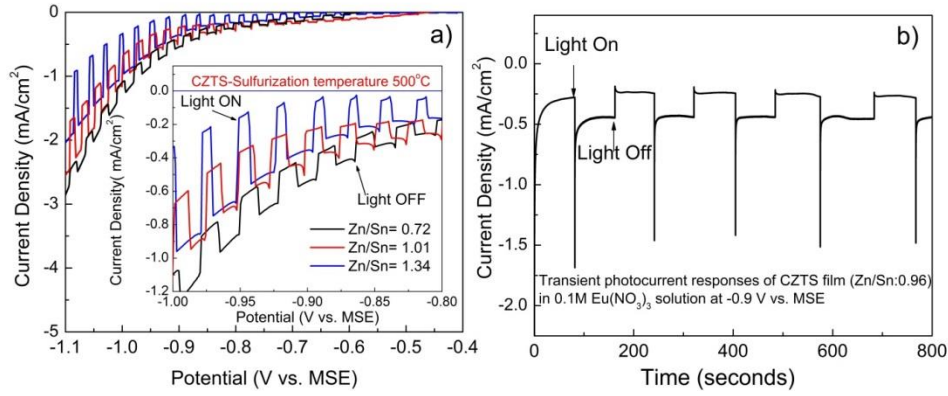 a)
Current Density (mA/cm²)
0
-1
-2
-3
-4
-5
-1.1 -1.0 -0.9 -0.8 -0.7 -0.6 -0.5 -0.4
Potential (V vs. MSE)
CZTS-Sulfurization temperature 500°C
Light ON
Light OFF
Current Density( mA/cm²)
0.0
-0.2
-0.4
-0.6
-0.8
-1.0
-1.2
Zn/Sn= 0.72
Zn/Sn= 1.01
Zn/Sn= 1.34
-1.00 -0.95 -0.90 -0.85 -0.80
Potential (V vs. MSE)
b)
Light On
Light Off
Current Density (mA/cm²)
0.0
-0.5
-1.0
-1.5
-2.0
Transient photocurrent responses of CZTS film (Zn/Sn:0.96)
in 0.1M Eu(NO₃)₃ solution at -0.9 V vs. MSE
0 200 400 600 800
Time (seconds)